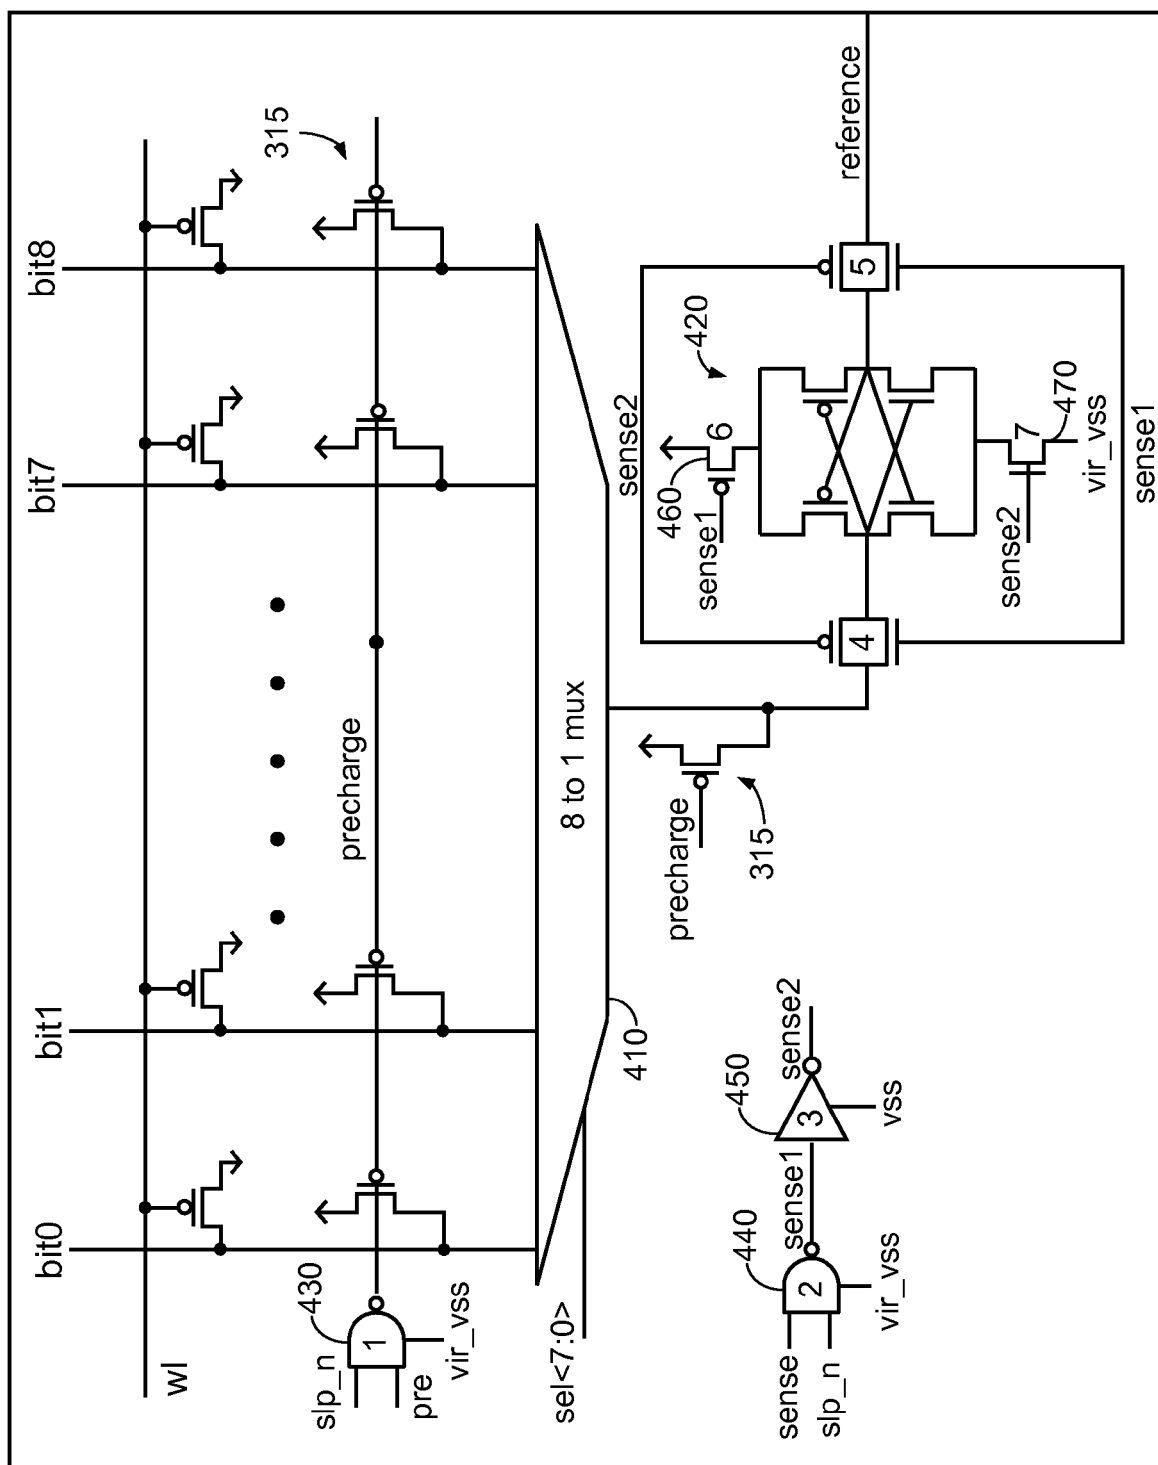 bit0
bit1
bit7
bit8
wl
315
precharge
430
1
slp_n
pre
vir_vss
8 to 1 mux
410
sel<7:0>
precharge
315
sense2
420
reference
460
6
sense1
4
5
7
470
sense2
vir_vss
sense1
440
2
sense
slp_n
vir_vss
sense1
450
3
sense2
vss